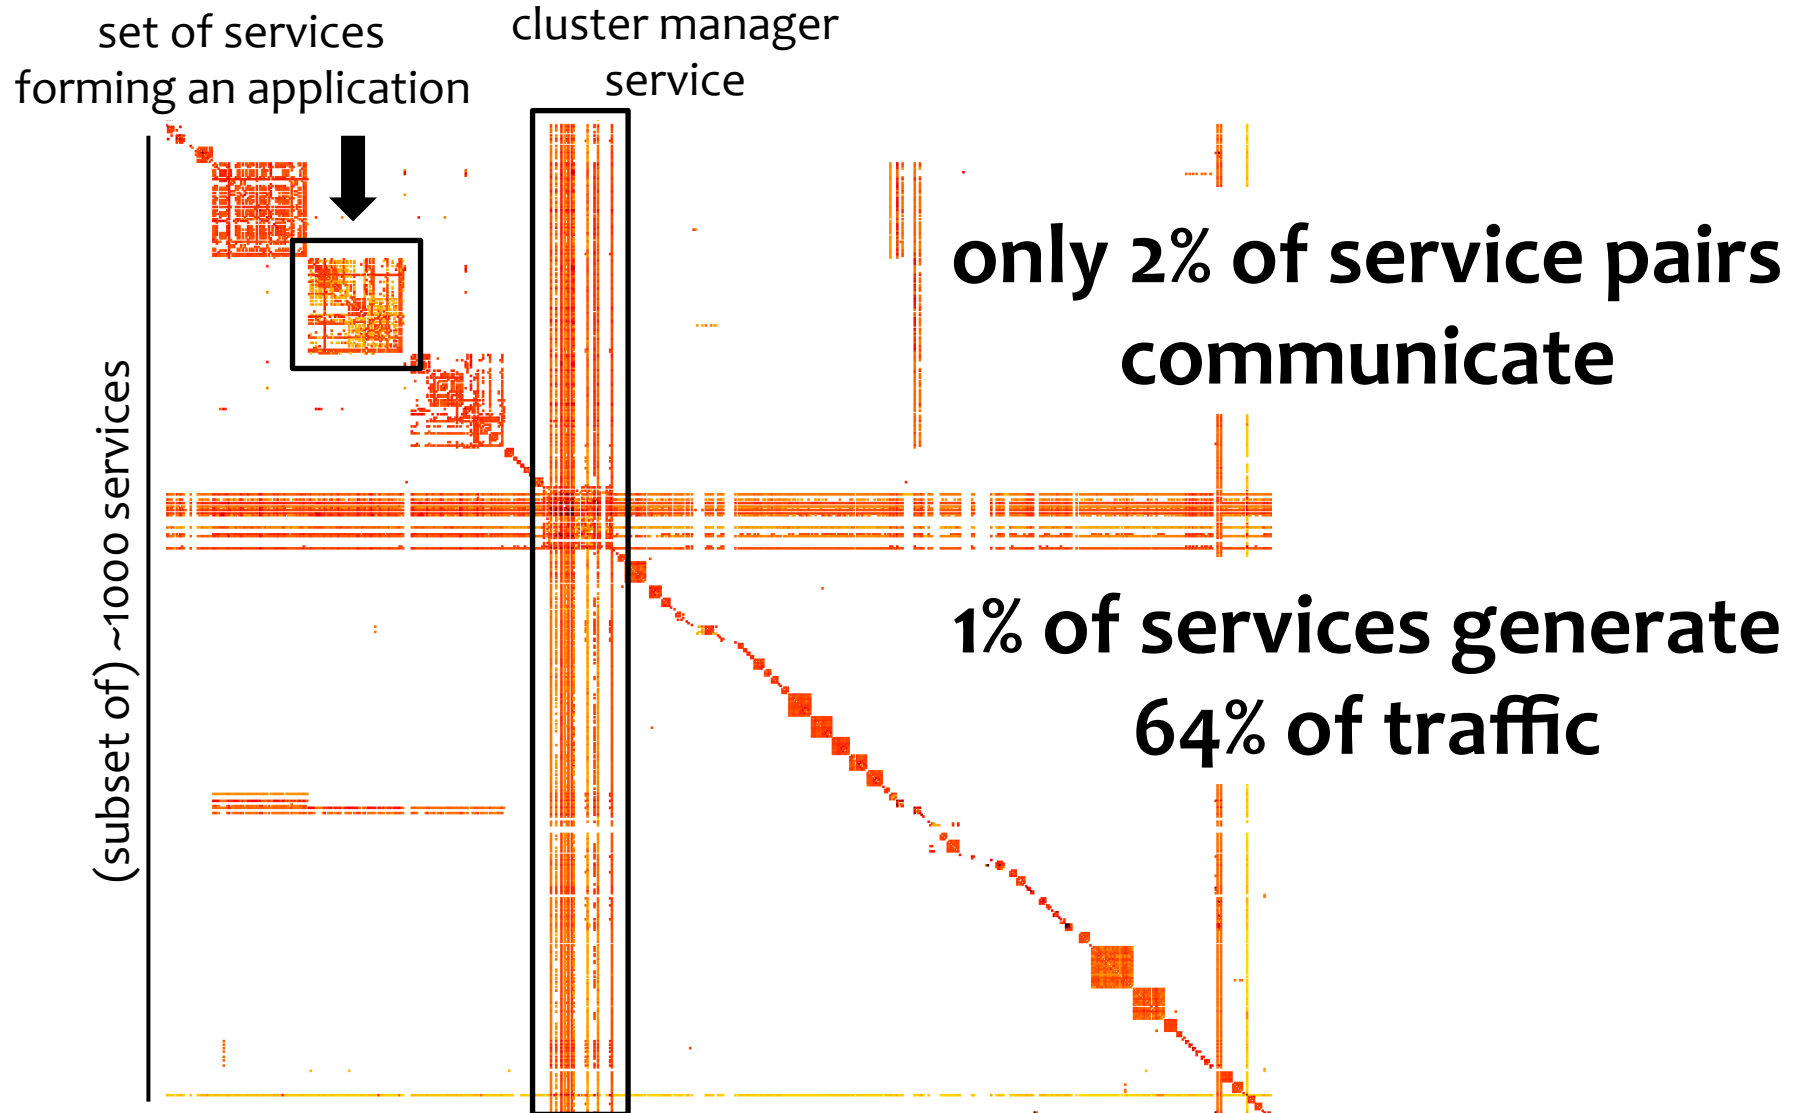 set of services
forming an application
cluster manager
service
(subset of) ~1000 services
only 2% of service pairs
communicate
1% of services generate
64% of traffic